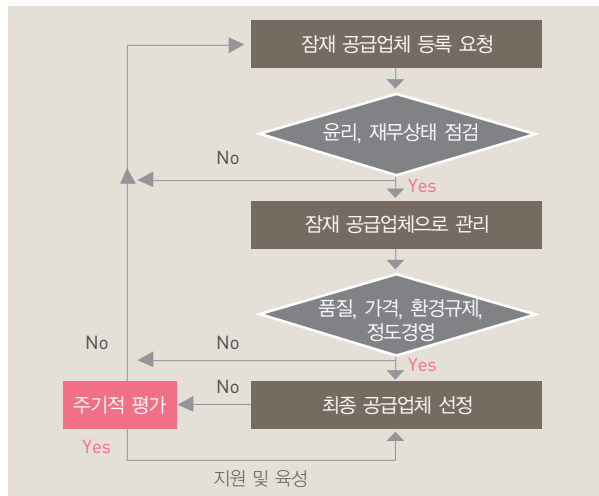 잠재 공급업체 등록 요청
윤리, 재무상태 점검
No
Yes
잠재 공급업체으로 관리
품질, 가격, 환경규제,
정도경영
No
No
Yes
주기적 평가
No
최종 공급업체 선정
Yes
지원 및 육성